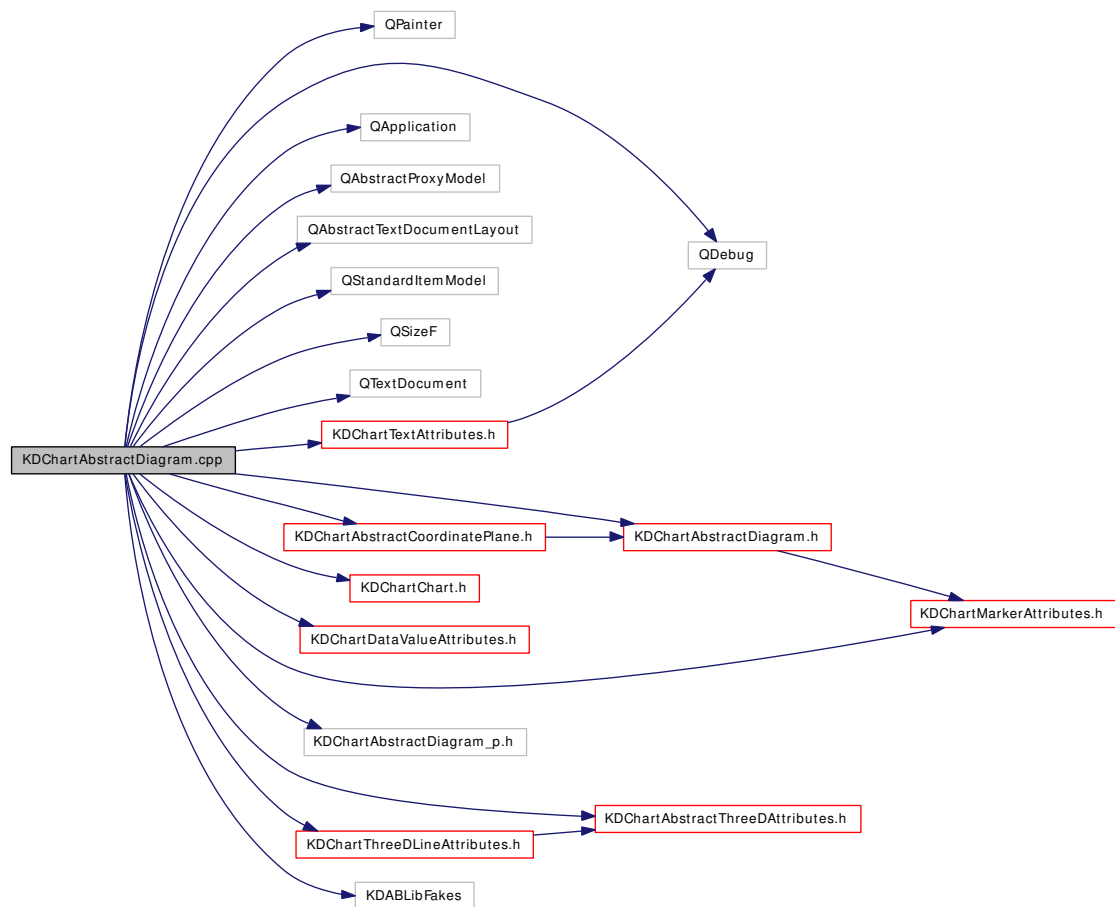 QPainter
QApplication
QAbstractProxyModel
QAbstractTextDocumentLayout
QDebug
QStandardItemModel
QSizeF
QTextDocument
KDChartTextAttributes.h
KDChartAbstractDiagram.cpp
KDChartAbstractCoordinatePlane.h
KDChartAbstractDiagram.h
KDChartChart.h
KDChartMarkerAttributes.h
KDChartDataValueAttributes.h
KDChartAbstractDiagram_p.h
KDChartAbstractThreeDAttributes.h
KDChartThreeDLineAttributes.h
KDABLibFakes